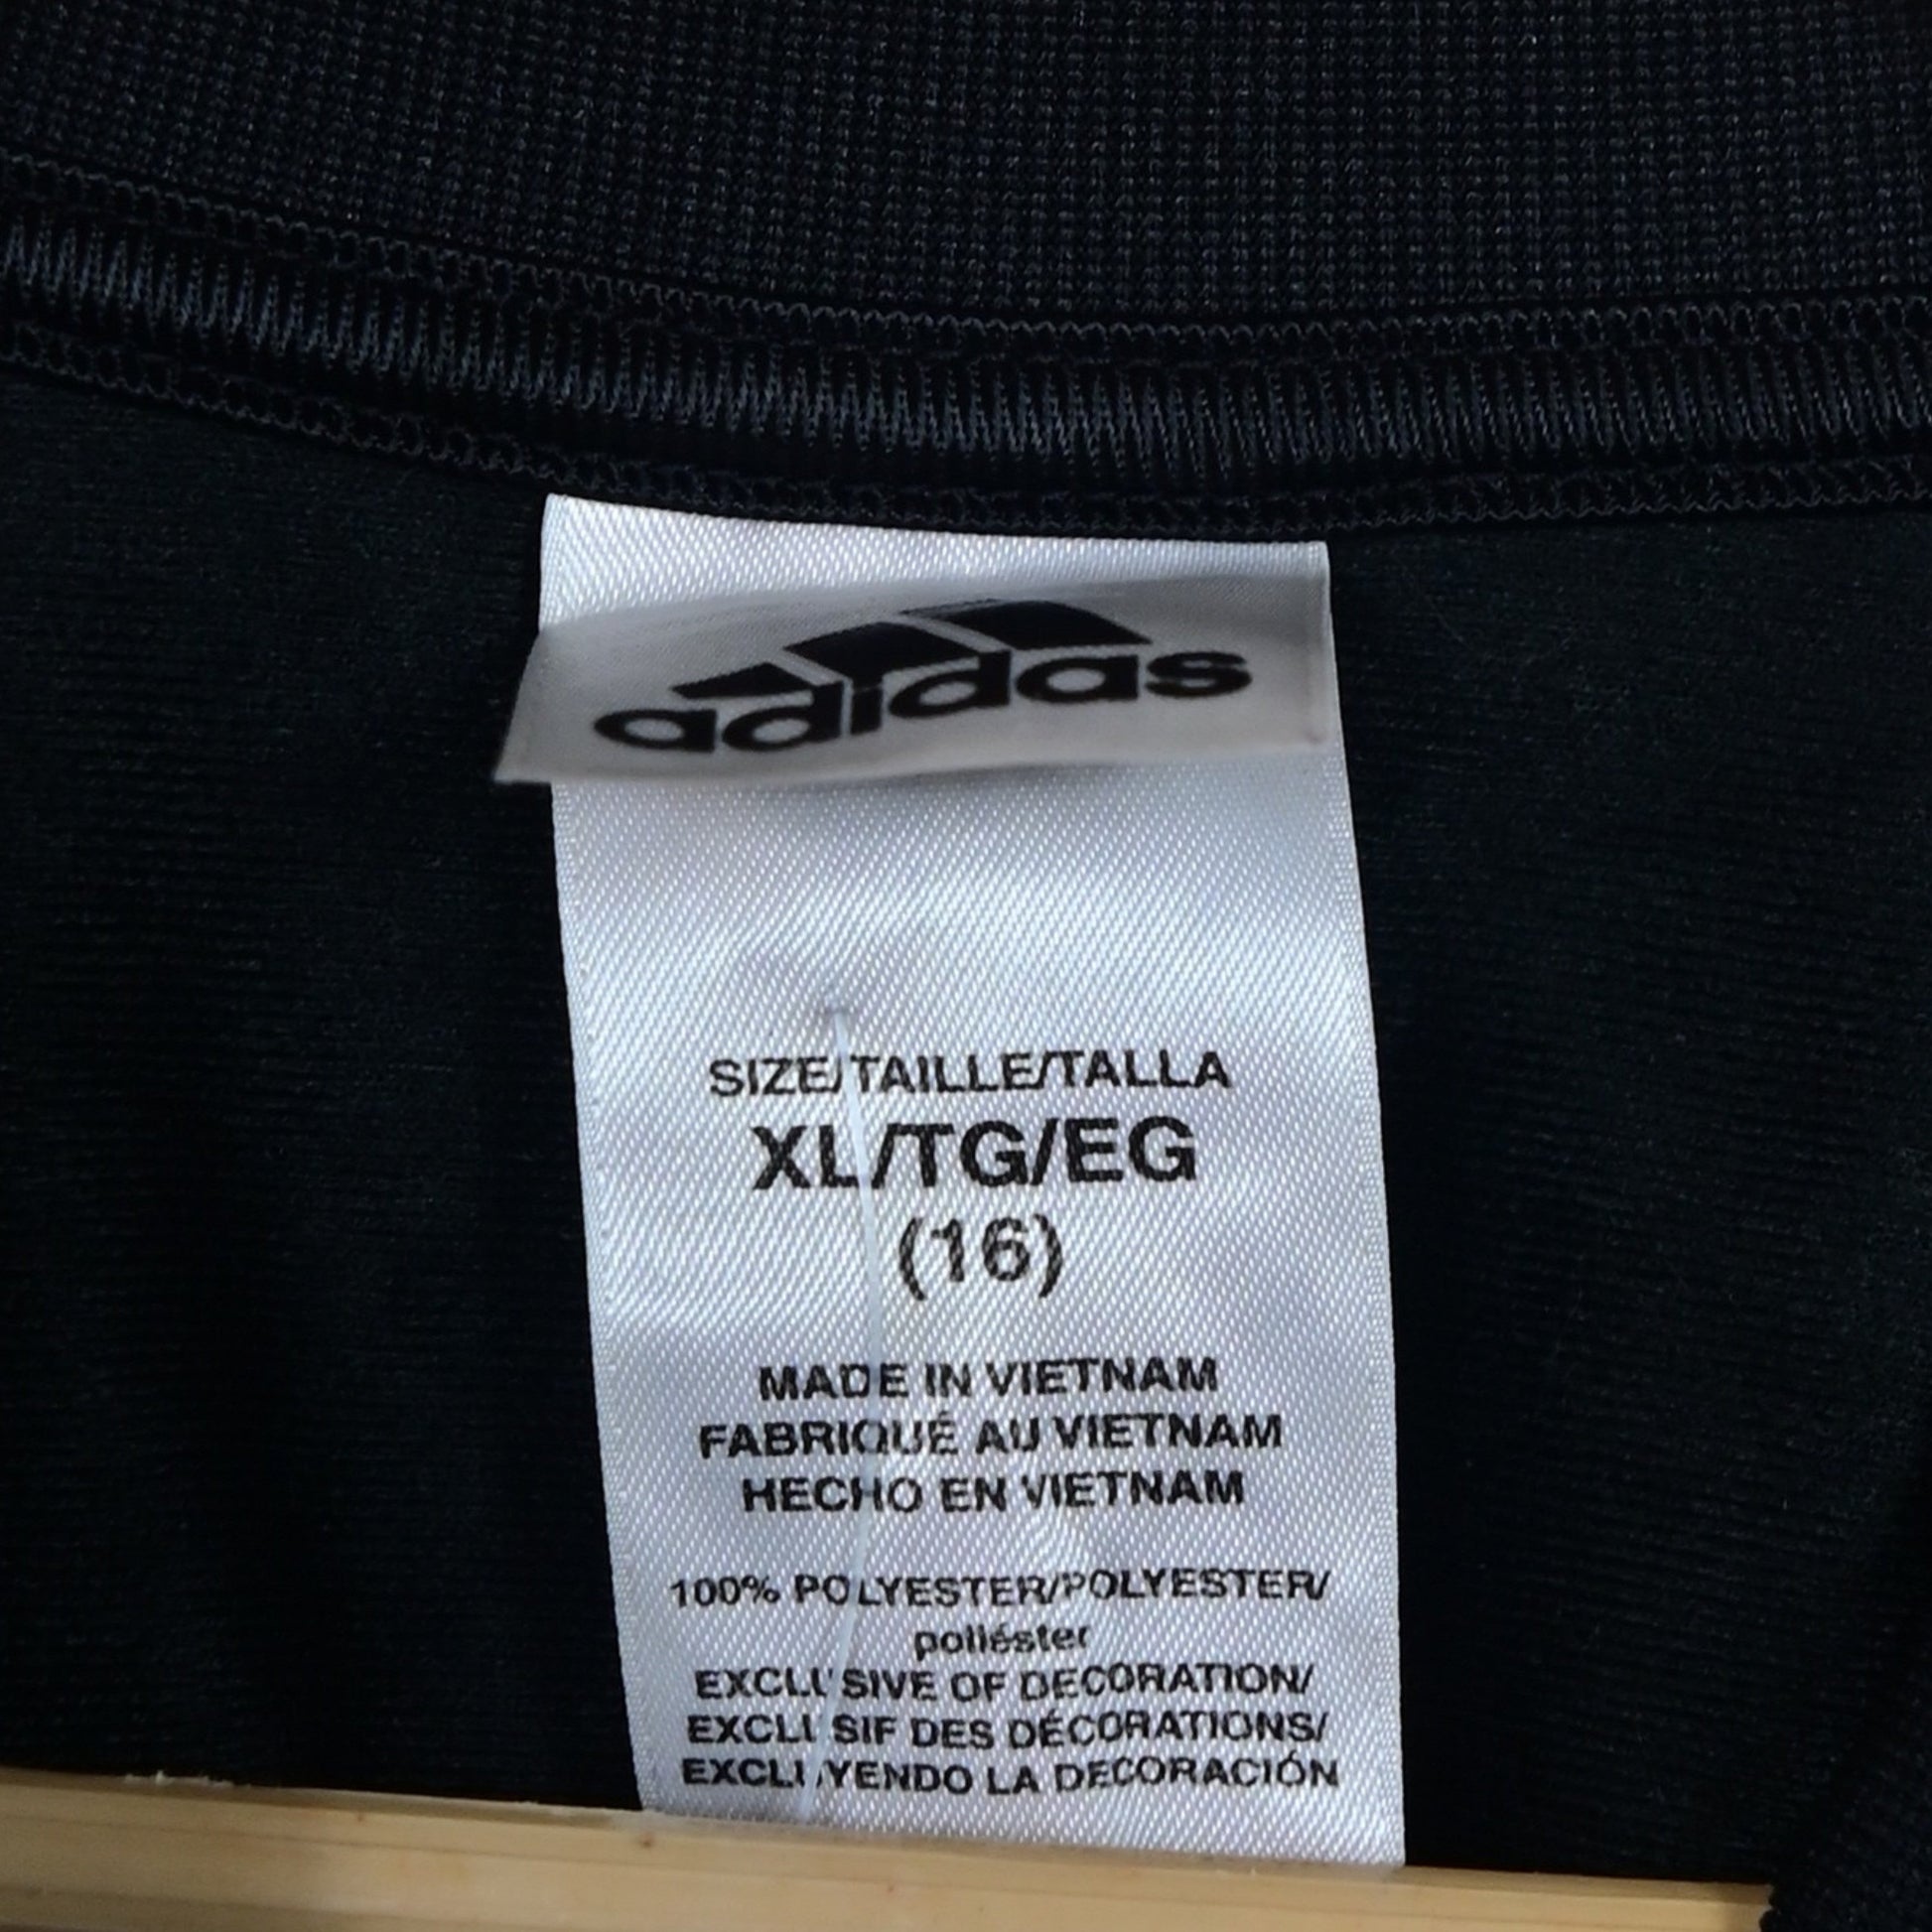 adidas
SIZE/TAILLE/TALLA
XL/TG/EG
(16)
MADE IN VIETNAM
FABRIQUÉ AU VIETNAM
HECHO EN VIETNAM
100% POLYESTER/POLYESTER/
poliéster
EXCLUSIVE OF DECORATION/
EXCLUSIF DES DÉCORATIONS/
EXCLUYENDO LA DECORACIÓN